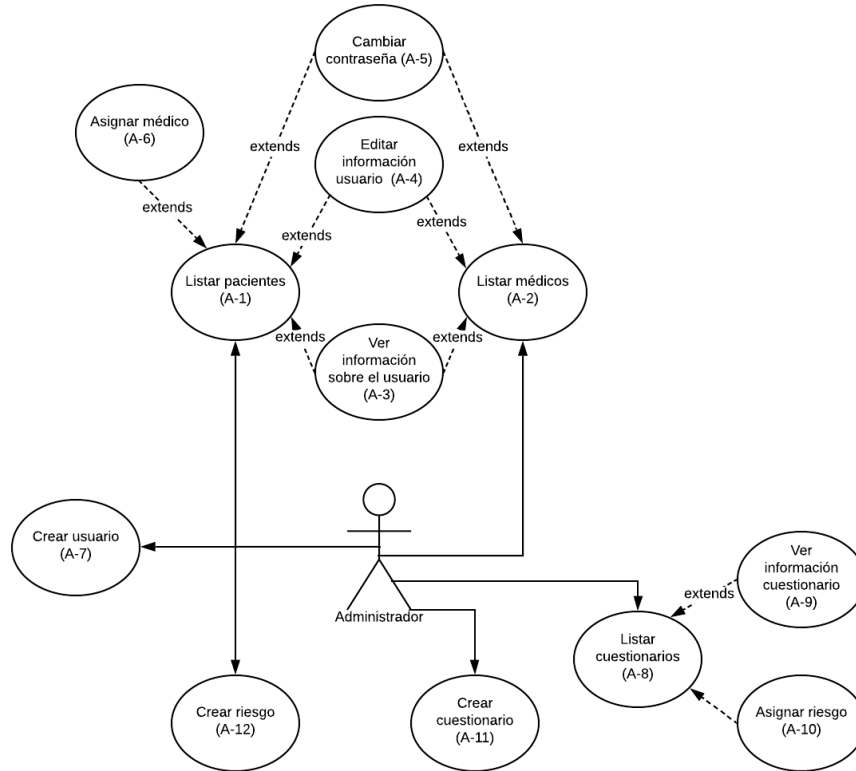 Cambiar
contraseña (A-5)
Asignar médico
(A-6)
extends
extends
Editar
información
usuario (A-4)
extends
extends
extends
Listar pacientes
(A-1)
Listar médicos
(A-2)
extends
extends
Ver
información
sobre el usuario
(A-3)
Crear usuario
(A-7)
Administrador
Ver
información
cuestionario
(A-9)
extends
Listar
cuestionarios
(A-8)
Crear riesgo
(A-12)
Crear
cuestionario
(A-11)
Asignar riesgo
(A-10)